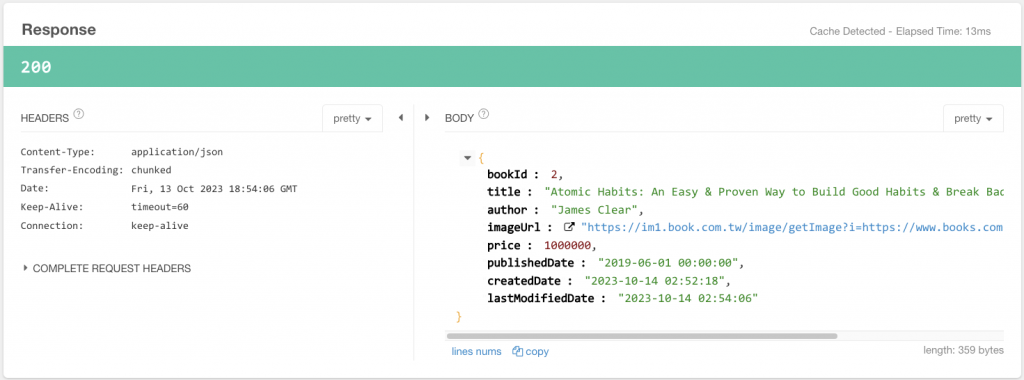 Response
Cache Detected - Elapsed Time: 13ms
200
HEADERS ?
pretty
BODY ?
pretty
Content-Type: application/json
Transfer-Encoding: chunked
Date: Fri, 13 Oct 2023 18:54:06 GMT
Keep-Alive: timeout=60
Connection: keep-alive
COMPLETE REQUEST HEADERS
{
bookId : 2,
title : "Atomic Habits: An Easy & Proven Way to Build Good Habits & Break Bad
author : "James Clear",
imageUrl : "https://im1.book.com.tw/image/getImage?i=https://www.books.com
price : 1000000,
publishedDate : "2019-06-01 00:00:00",
createdDate : "2023-10-14 02:52:18",
lastModifiedDate : "2023-10-14 02:54:06"
}
lines nums copy
length: 359 bytes